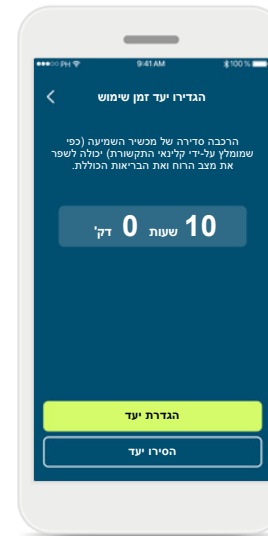 PH 9:41 AM 100 %
הגדירו יעד זמן שימוש
הרכבה סדירה של מכשיר השמיעה (כפי
שמומלץ על-ידי קלינאי התקשורת) יכולה לשפר
את מצב הרוח ואת הבריאות הכוללת.
10 שעות 0 דק'
הגדרת יעד
הסירו יעד